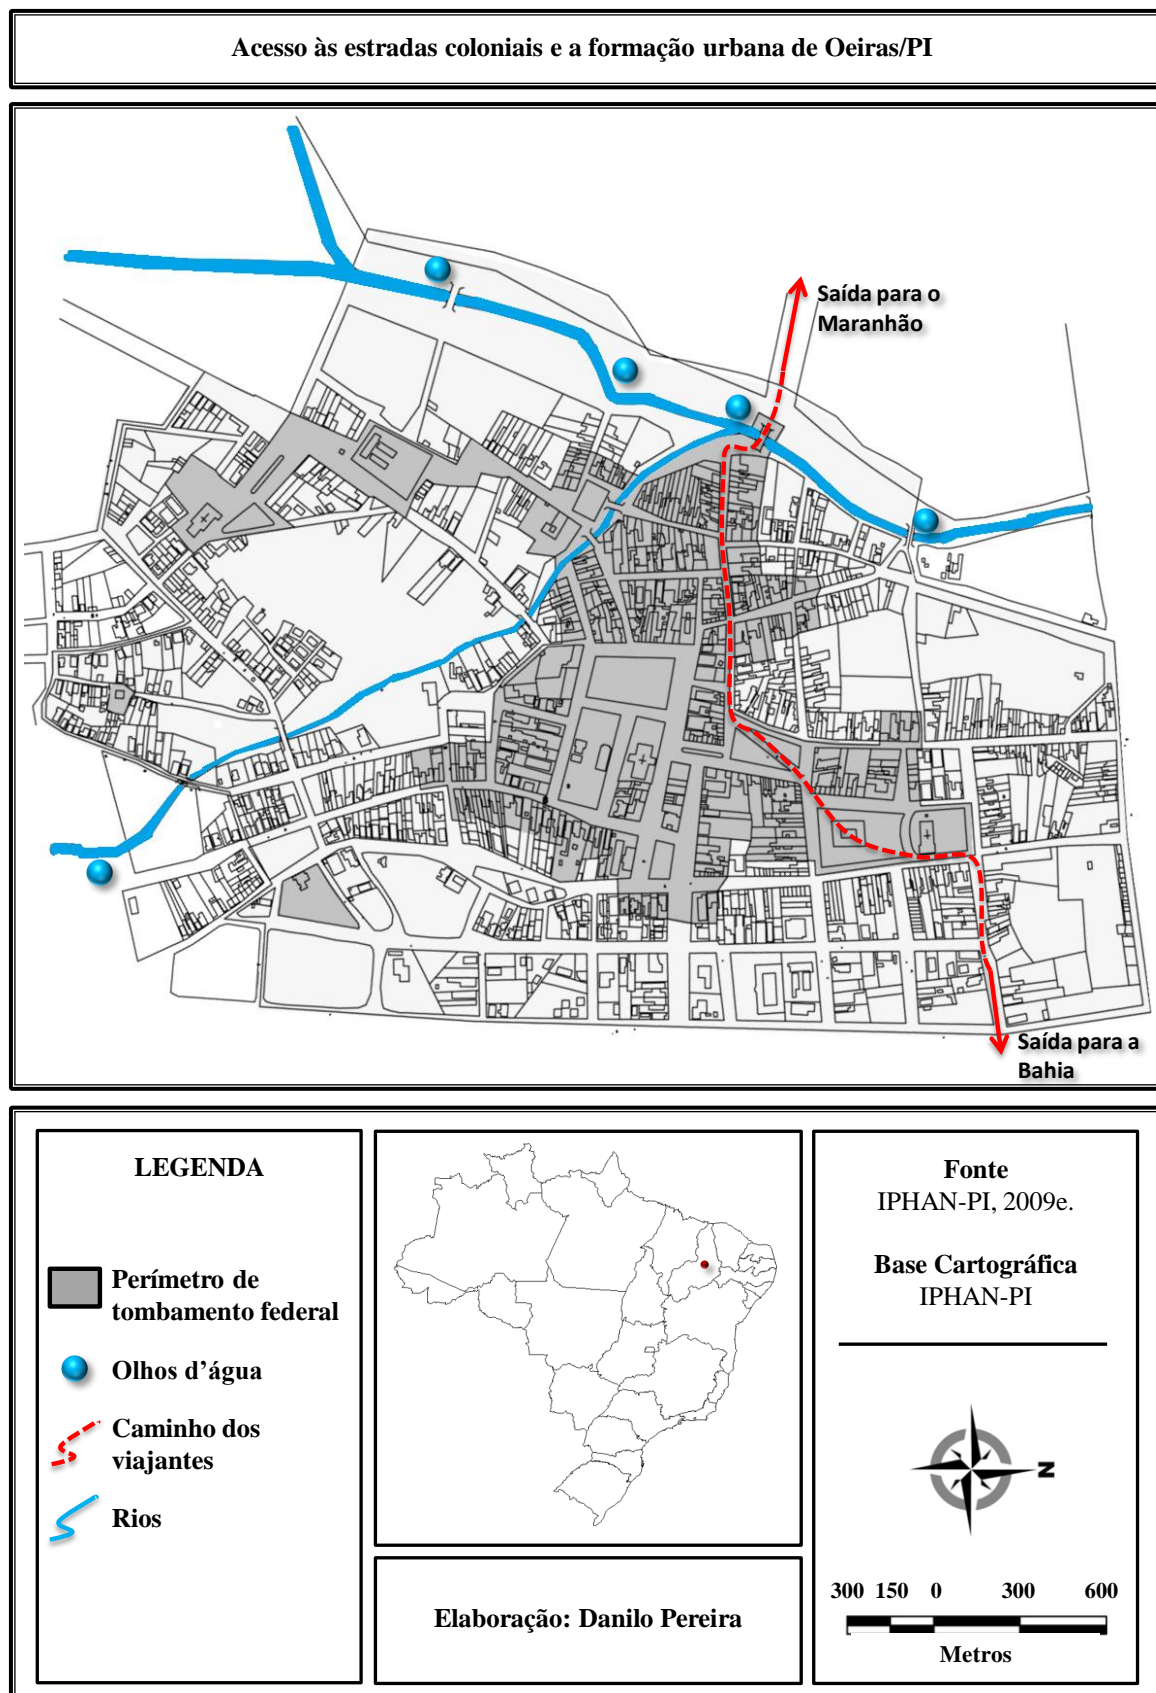 Acesso às estradas coloniais e a formação urbana de Oeiras/PI
Saída para o
Maranhão
Saída para a
Bahia
LEGENDA
Perímetro de
tombamento federal
Olhos d’água
Caminho dos
viajantes
Rios
Elaboração: Danilo Pereira
Fonte
IPHAN-PI, 2009e.
Base Cartográfica
IPHAN-PI
N
300 150 0 300 600
Metros